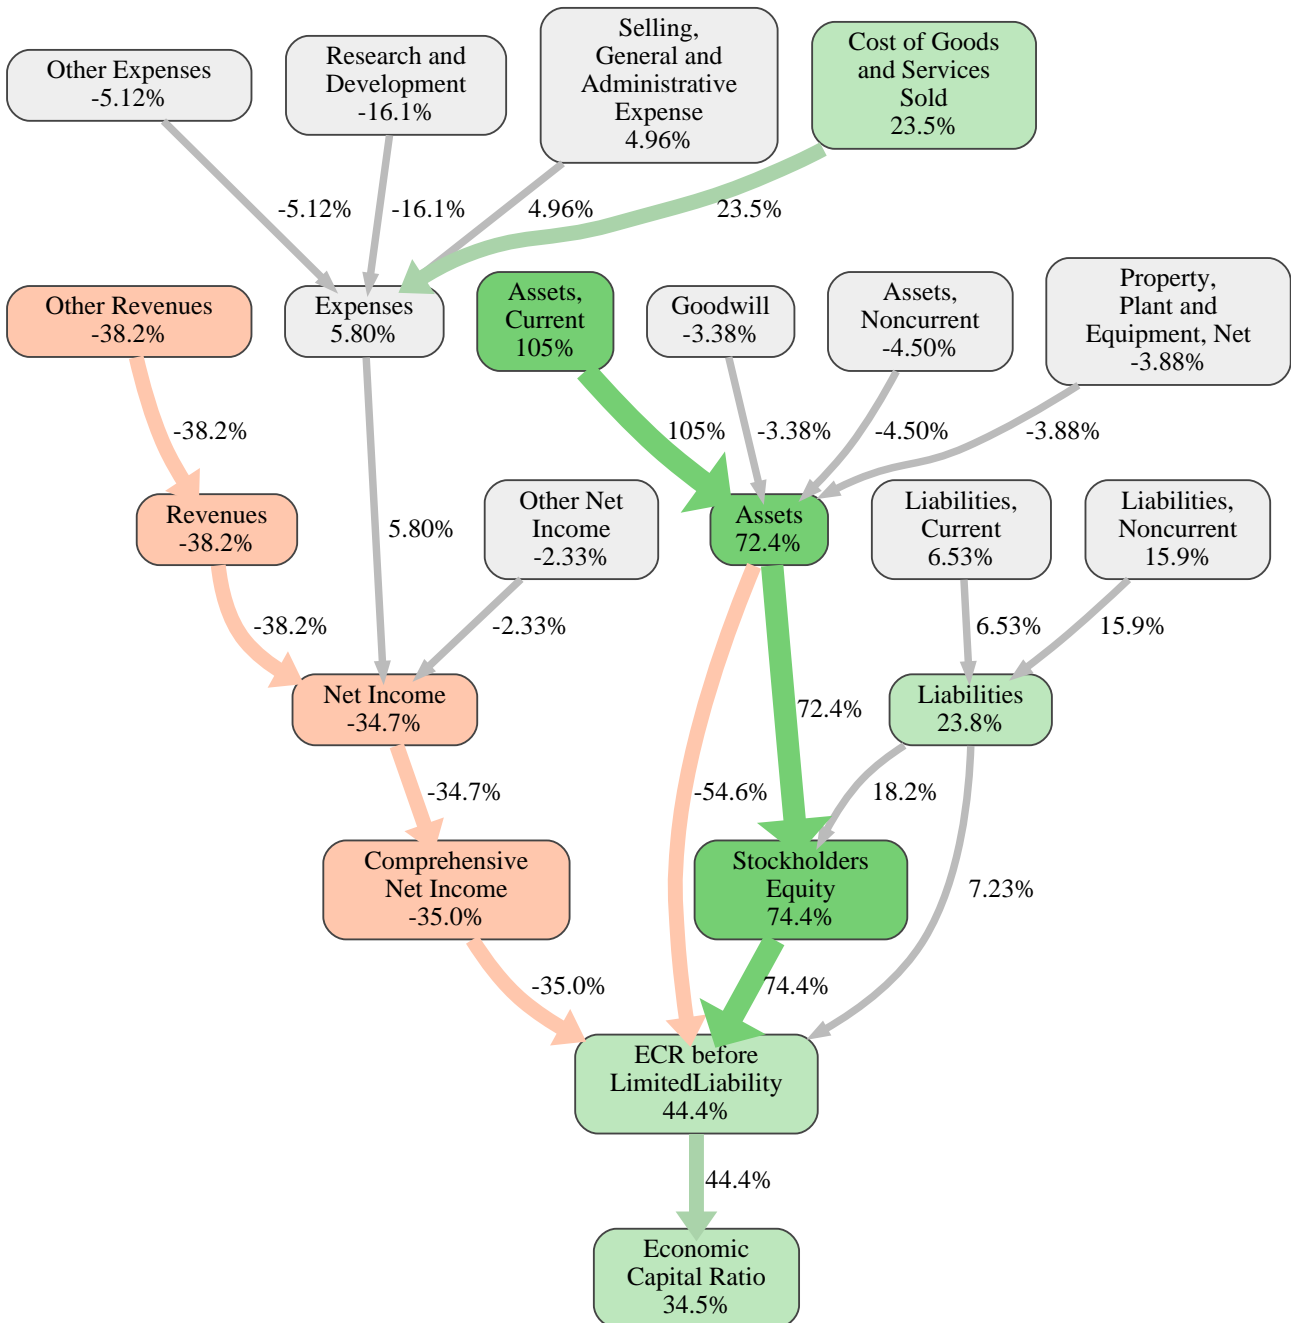 Other Expenses
-5.12%
Research and
Development
-16.1%
Selling,
General and
Administrative
Expense
4.96%
Cost of Goods
and Services
Sold
23.5%
-5.12%
-16.1%
4.96%
23.5%
Other Revenues
-38.2%
Expenses
5.80%
Assets,
Current
105%
Goodwill
-3.38%
Assets,
Noncurrent
-4.50%
Property,
Plant and
Equipment, Net
-3.88%
-38.2%
105%
-3.38%
-4.50%
-3.88%
Revenues
-38.2%
5.80%
Other Net
Income
-2.33%
Assets
72.4%
Liabilities,
Current
6.53%
Liabilities,
Noncurrent
15.9%
-38.2%
-2.33%
6.53%
15.9%
Net Income
-34.7%
72.4%
Liabilities
23.8%
-34.7%
-54.6%
18.2%
Comprehensive
Net Income
-35.0%
Stockholders
Equity
74.4%
7.23%
-35.0%
74.4%
ECR before
LimitedLiability
44.4%
44.4%
Economic
Capital Ratio
34.5%